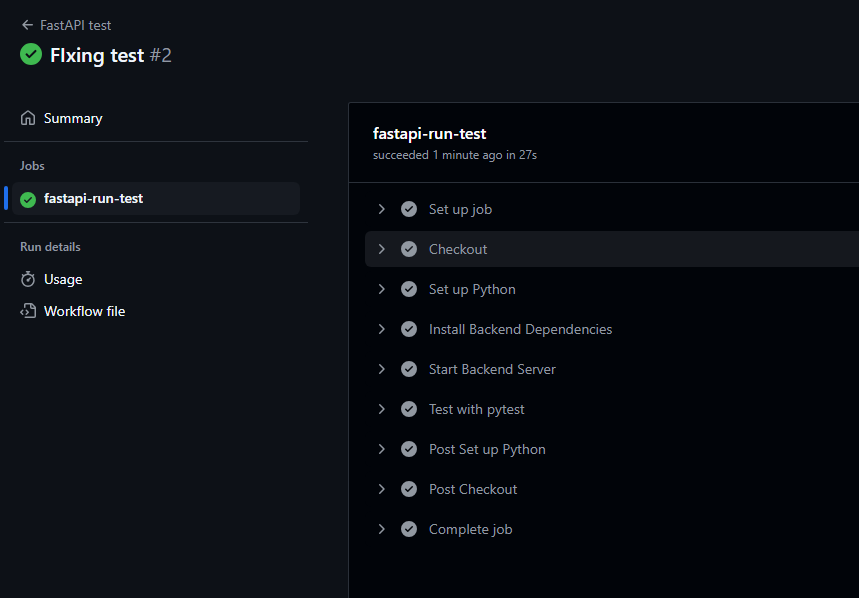 FastAPI test
FIxing test #2
Summary
Jobs
fastapi-run-test
Run details
Usage
Workflow file
fastapi-run-test
succeeded 1 minute ago in 27s
Set up job
Checkout
Set up Python
Install Backend Dependencies
Start Backend Server
Test with pytest
Post Set up Python
Post Checkout
Complete job